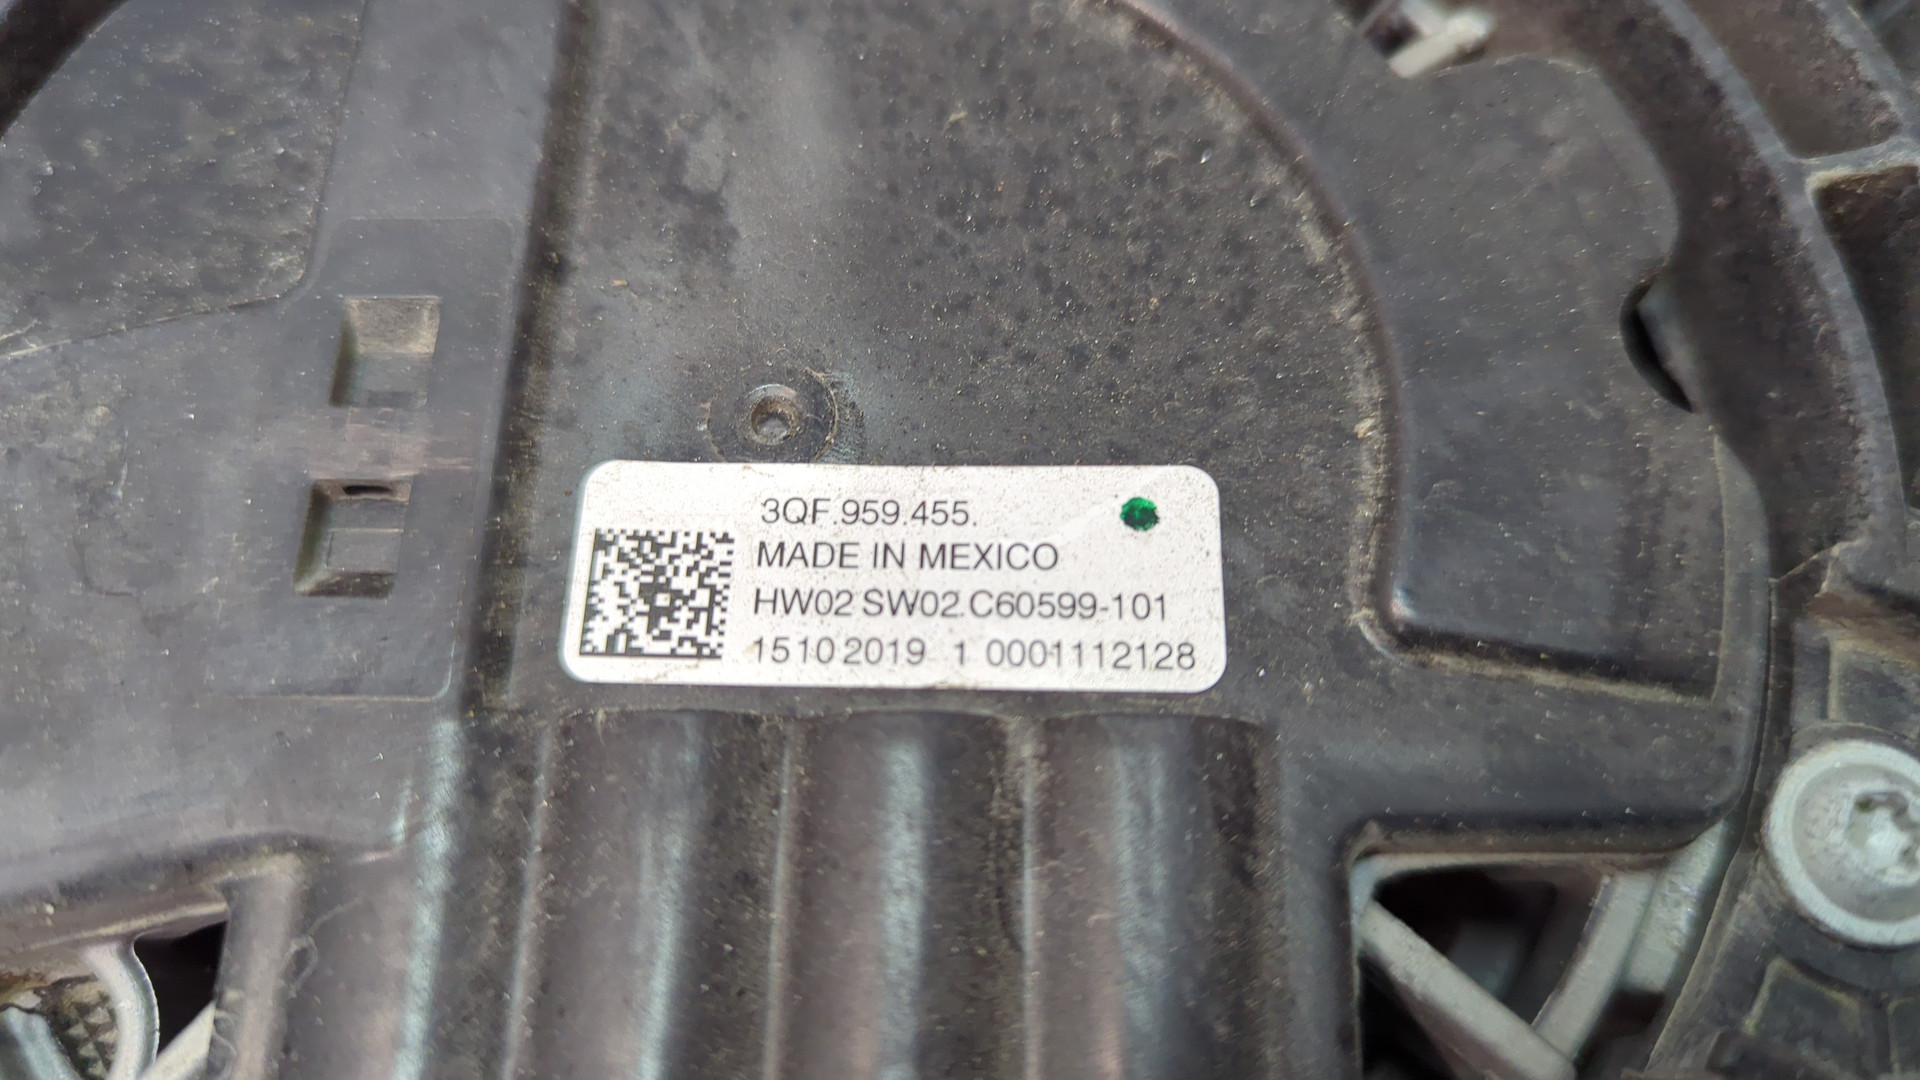 3QF.959.455.
MADE IN MEXICO
HW02 SW02 C60599-101
15102019 1 0001112128